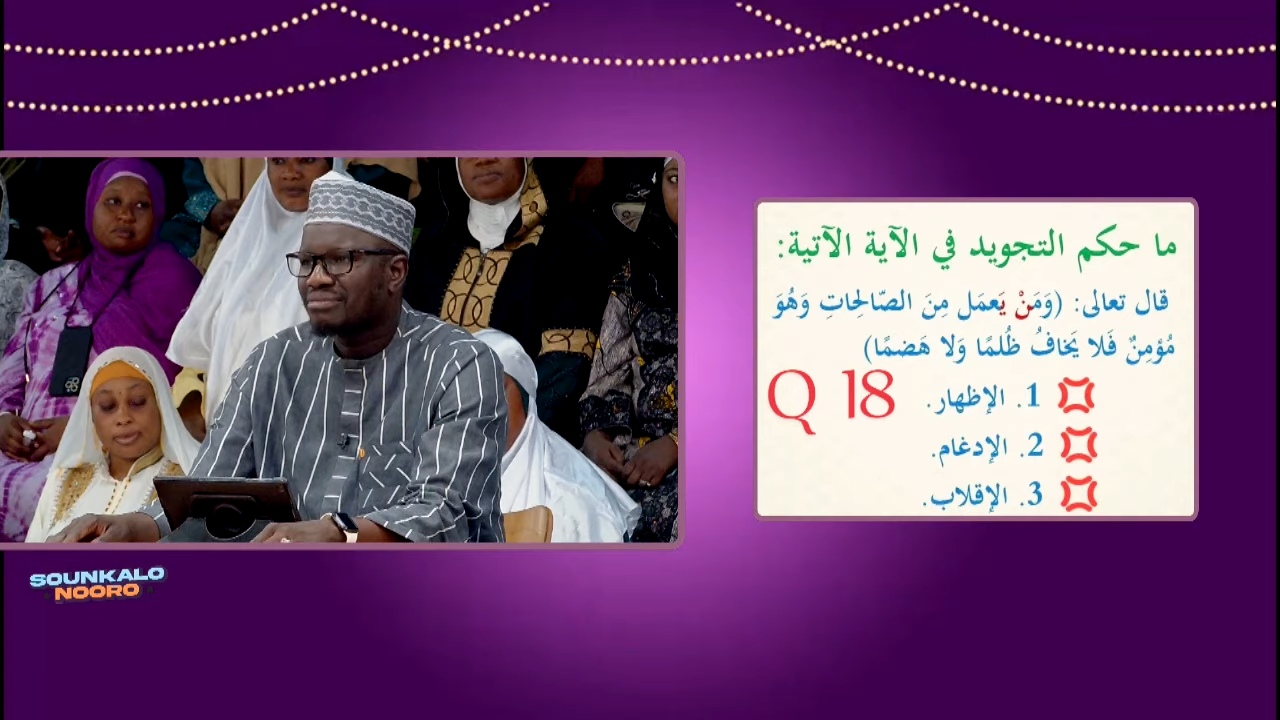 ما حكم التجويد في الآية الآتية:
قال تعالى: (وَمَنْ يَعمَل مِنَ الصّالِحاتِ وَهُوَ
مُؤمِنٌ فَلا يَخافُ ظُلمًا وَلا هَضمًا)
1. الإظهار.
Q 18
2. الإدغام.
3. الإقلاب.
SOUNKALO
NOORO